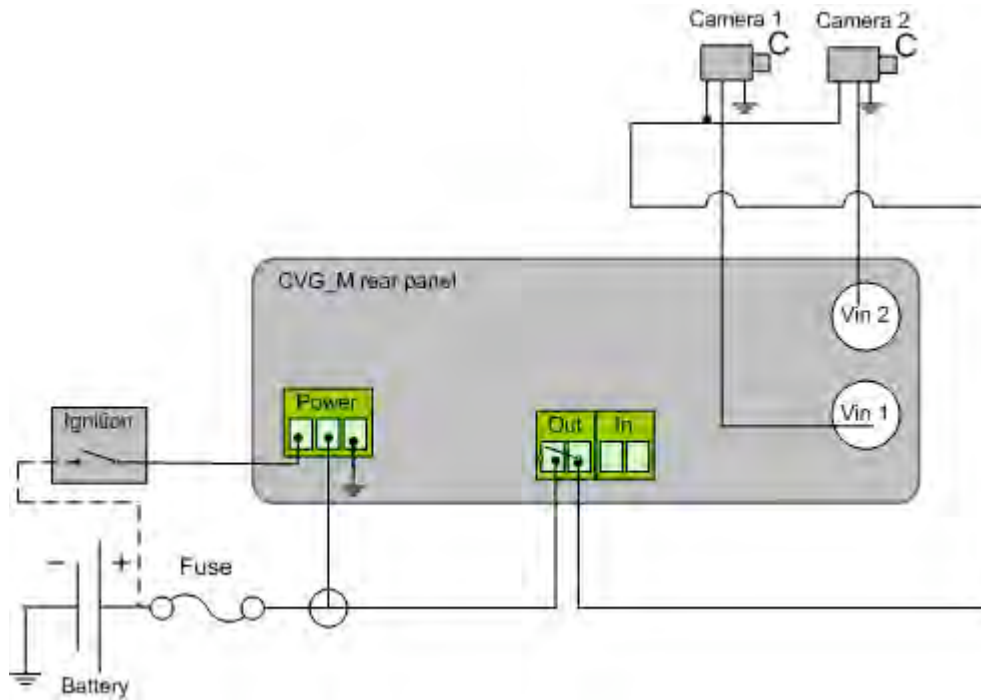 Camera 1
Camera 2
C
C
CVG_M rear panel
Vin 2
Power
Ignition
Out
In
Vin 1
-
+
Fuse
Battery